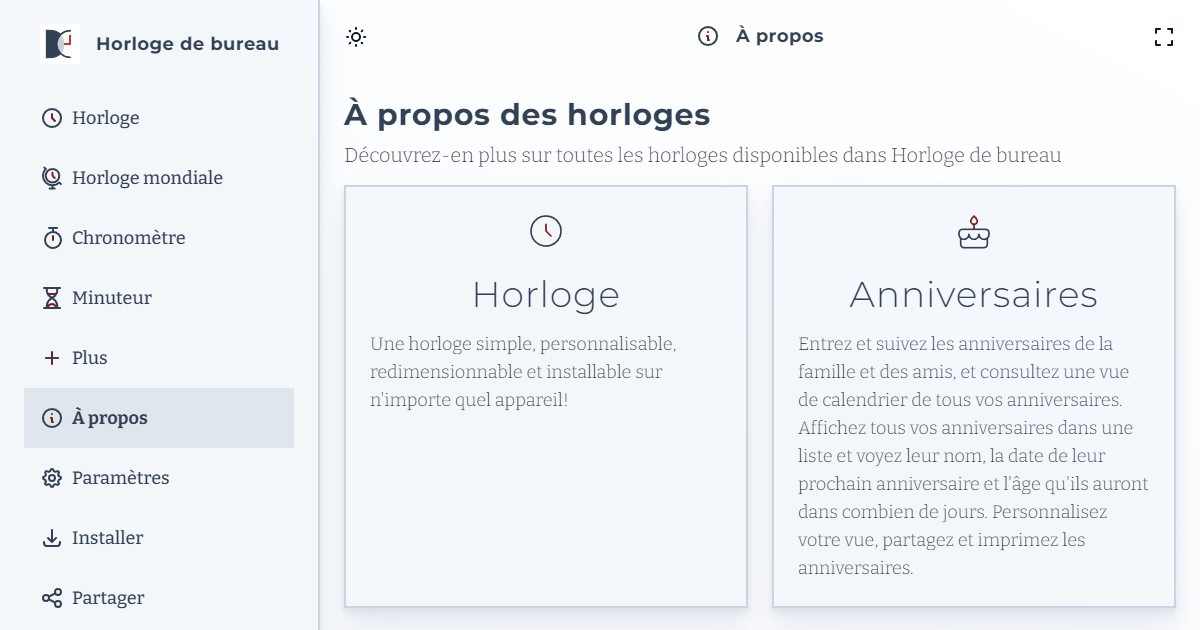 Horloge de bureau
Horloge
Horloge mondiale
Chronomètre
Minuteur
Plus
À propos
Paramètres
Installer
Partager
À propos
À propos des horloges
Découvrez-en plus sur toutes les horloges disponibles dans Horloge de bureau
Horloge
Une horloge simple, personnalisable,
redimensionnable et installable sur
n'importe quel appareil!
Anniversaires
Entrez et suivez les anniversaires de la
famille et des amis, et consultez une vue
de calendrier de tous vos anniversaires.
Affichez tous vos anniversaires dans une
liste et voyez leur nom, la date de leur
prochain anniversaire et l'âge qu'ils auront
dans combien de jours. Personnalisez
votre vue, partagez et imprimez les
anniversaires.